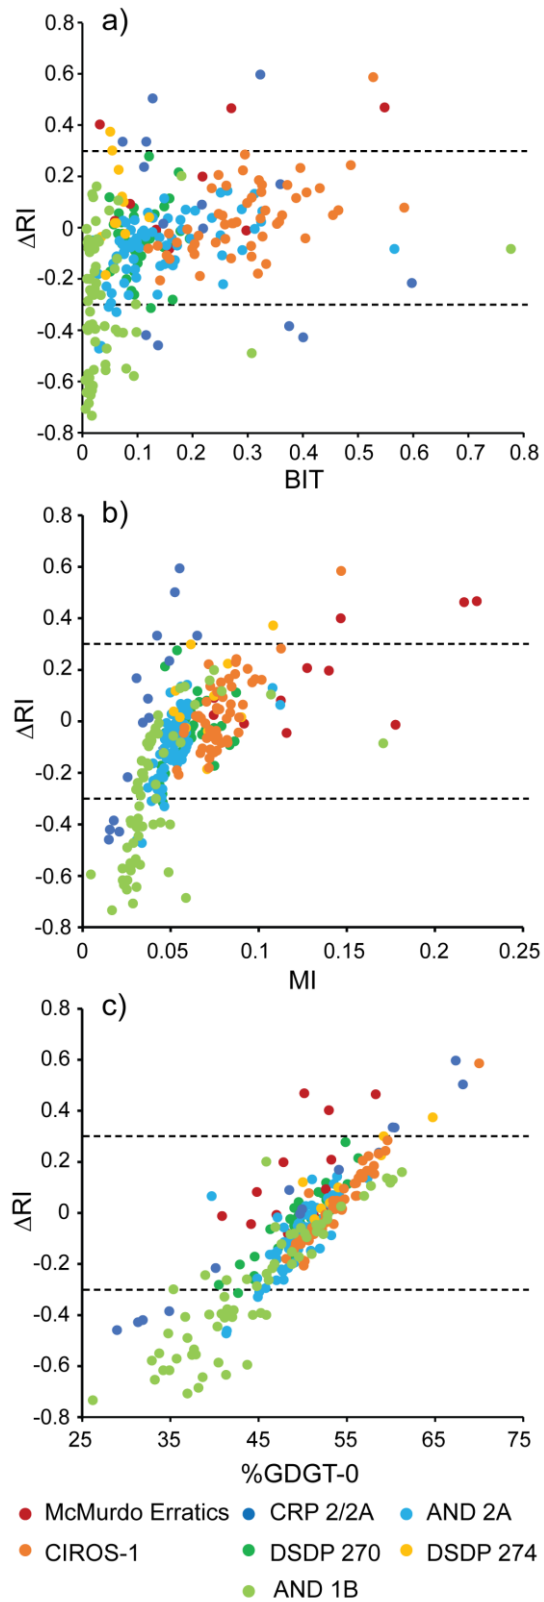 a)
0.8
0.6
0.4
0.2
0
-0.2
-0.4
-0.6
-0.8
ΔRI
0 0.1 0.2 0.3 0.4 0.5 0.6 0.7 0.8
BIT
b)
0.8
0.6
0.4
0.2
0
-0.2
-0.4
-0.6
-0.8
ΔRI
0 0.05 0.1 0.15 0.2 0.25
MI
c)
0.8
0.6
0.4
0.2
0
-0.2
-0.4
-0.6
-0.8
ΔRI
25 35 45 55 65 75
%GDGT-0
McMurdo Erratics CRP 2/2A AND 2A
CIROS-1 DSDP 270 DSDP 274
AND 1B